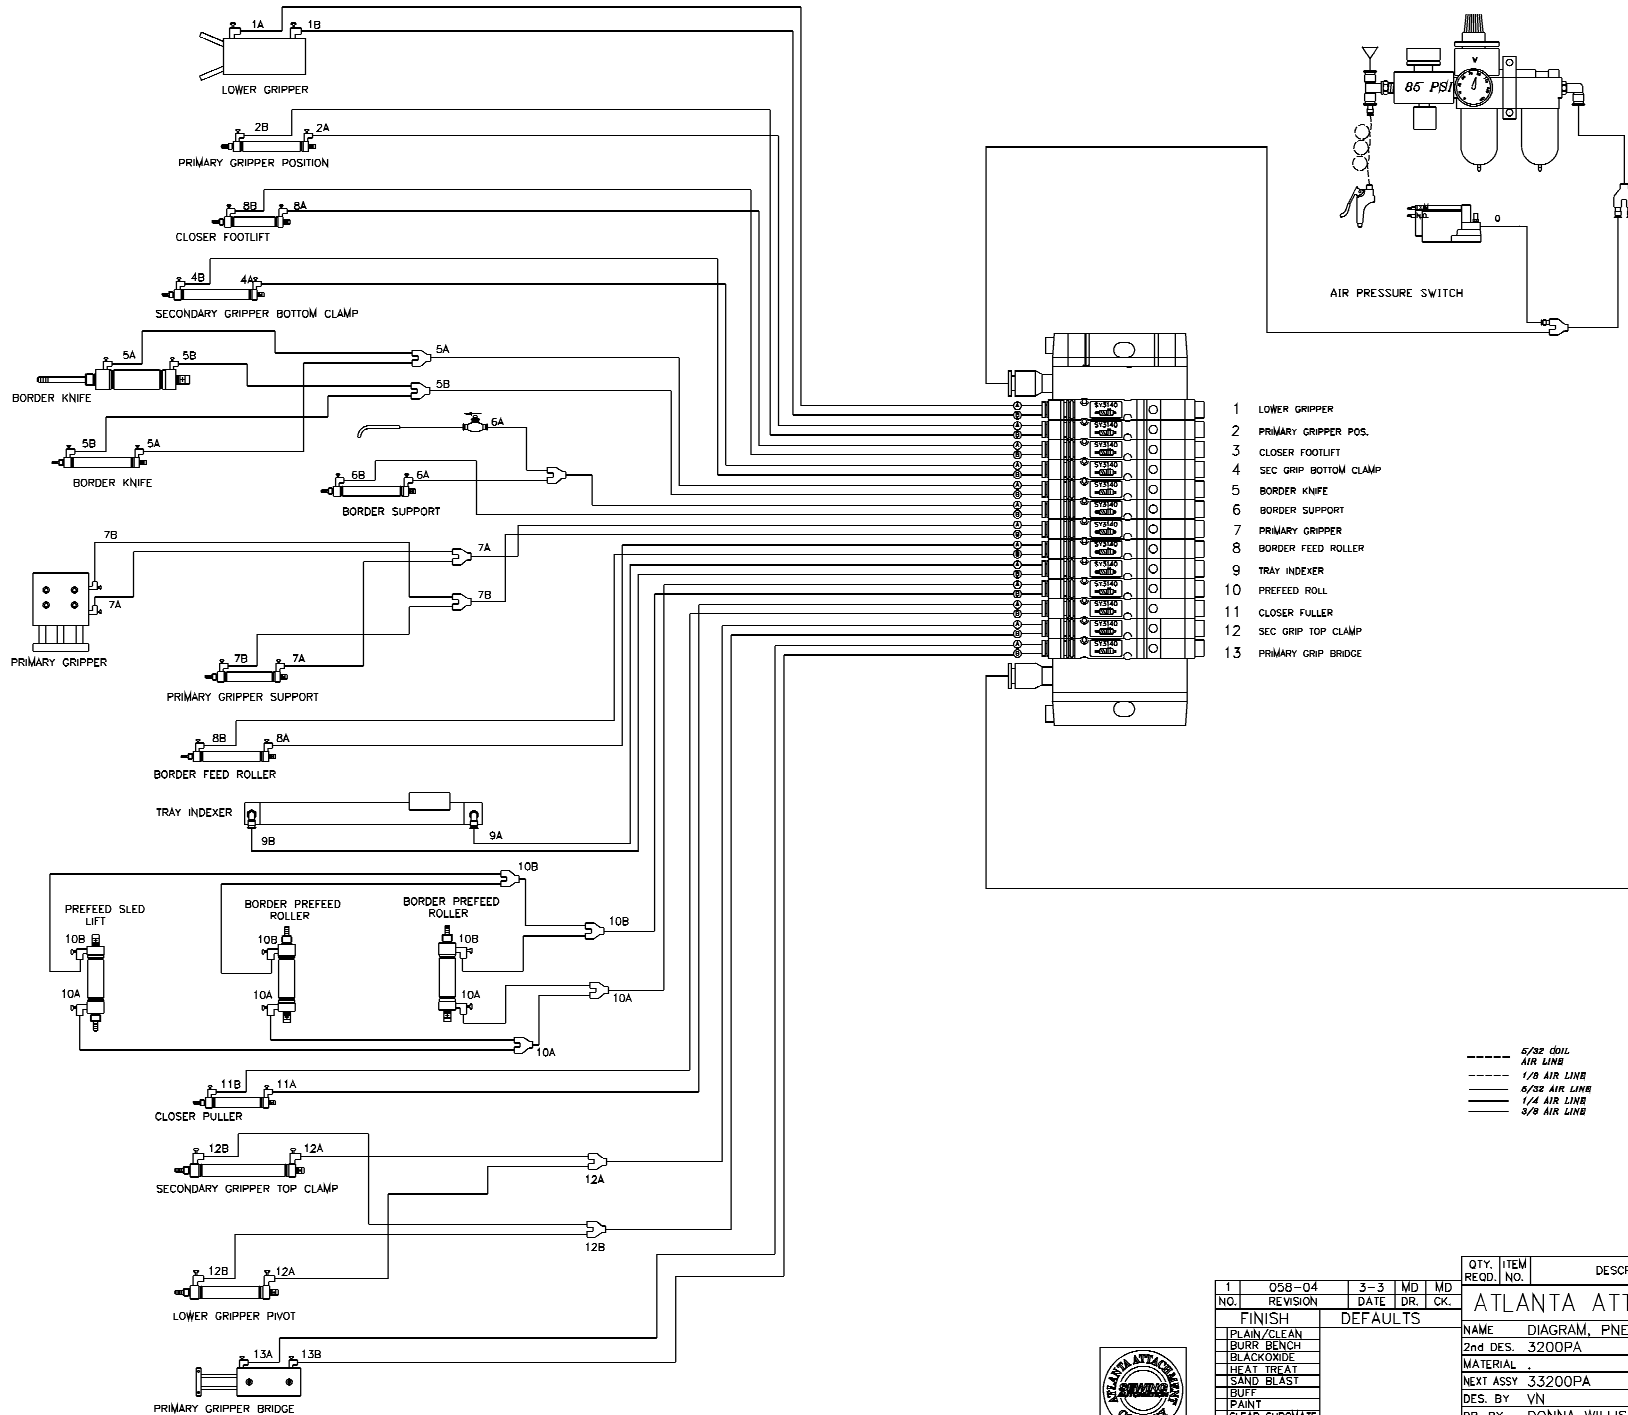 1A 1B
LOWER GRIPPER
2B 2A
PRIMARY GRIPPER POSITION
8B 8A
CLOSER FOOTLIFT
4B 4A
SECONDARY GRIPPER BOTTOM CLAMP
5A 5B
BORDER KNIFE
5A
5B
5B 5A
BORDER KNIFE
6A
6B 6A
BORDER SUPPORT
7B
7A
PRIMARY GRIPPER
7A
7B
7B 7A
PRIMARY GRIPPER SUPPORT
8B 8A
BORDER FEED ROLLER
TRAY INDEXER
9B 9A
10B
PREFEED SLED
LIFT
BORDER PREFEED
ROLLER
BORDER PREFEED
ROLLER
10B
10B 10B 10B
10A 10A 10A
10A
10A
11B 11A
CLOSER PULLER
12B 12A
SECONDARY GRIPPER TOP CLAMP
12A
12B
12B 12A
LOWER GRIPPER PIVOT
13A 13B
PRIMARY GRIPPER BRIDGE
85 PSI
AIR PRESSURE SWITCH
A B
SY3140
1 LOWER GRIPPER
2 PRIMARY GRIPPER POS.
3 CLOSER FOOTLIFT
4 SEC GRIP BOTTOM CLAMP
5 BORDER KNIFE
6 BORDER SUPPORT
7 PRIMARY GRIPPER
8 BORDER FEED ROLLER
9 TRAY INDEXER
10 PREFEED ROLL
11 CLOSER FULLER
12 SEC GRIP TOP CLAMP
13 PRIMARY GRIP BRIDGE
5/32 COIL
AIR LINE
1/8 AIR LINE
5/32 AIR LINE
1/4 AIR LINE
3/8 AIR LINE
1 058-04 3-3 MD MD
NO. REVISION DATE DR. CK.
FINISH DEFAULTS
PLAIN/CLEAN
BURR BENCH
BLACKOXIDE
HEAT TREAT
SAND BLAST
BUFF
PAINT
QTY. REQD. ITEM NO. DESCR
ATLANTA ATT
NAME DIAGRAM, PNE
2nd DES. 3200PA
MATERIAL .
NEXT ASSY 33200PA
DES. BY VN
ATLANTA ATTACHMENT
SEWING